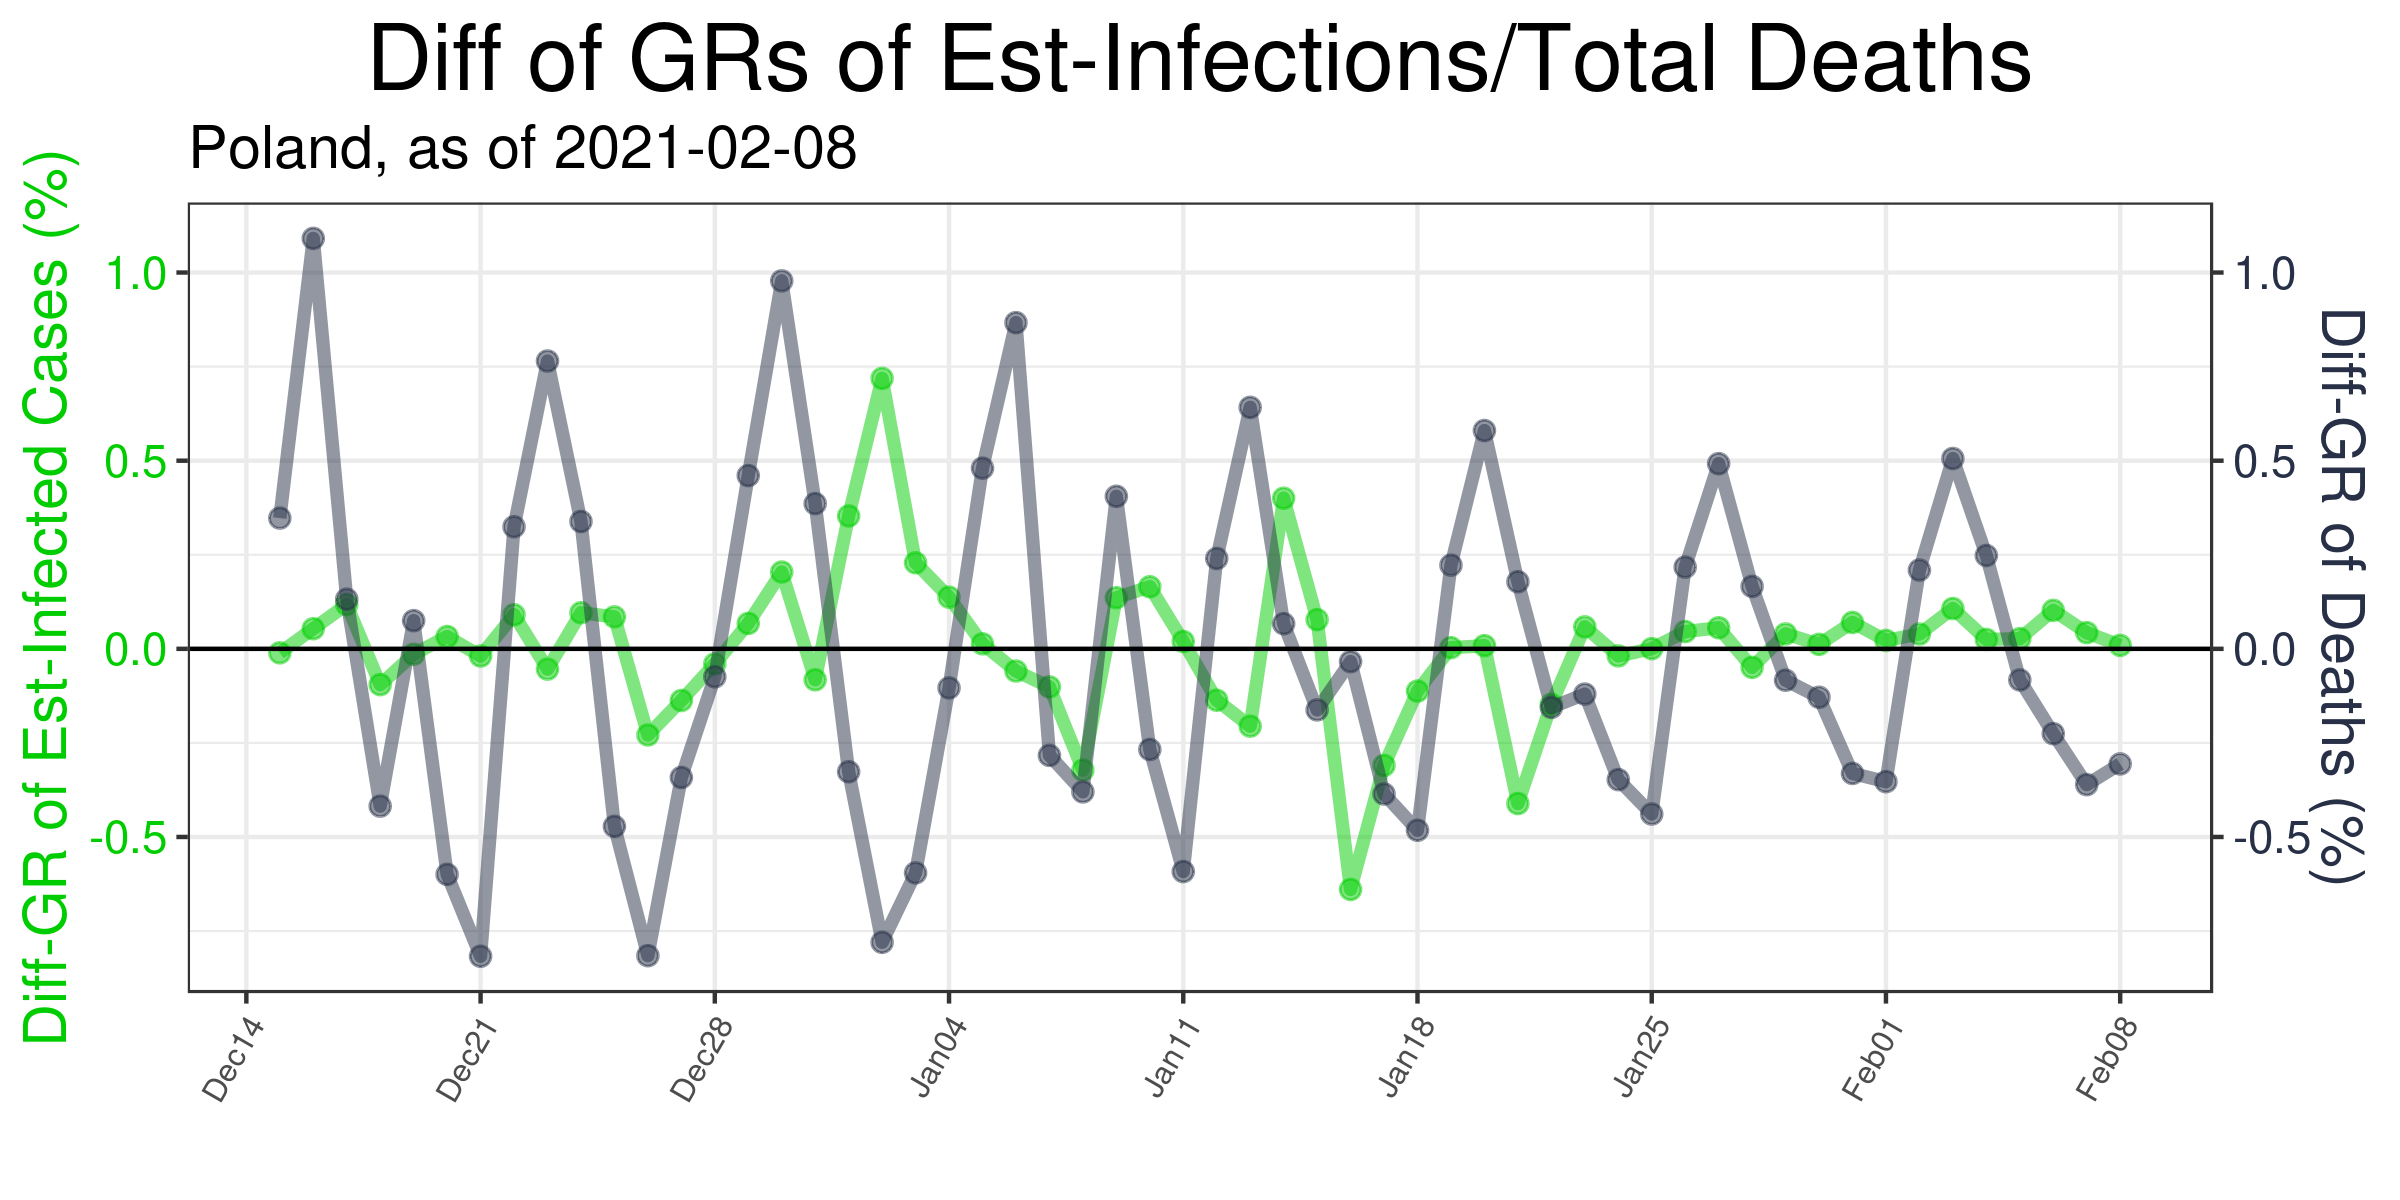 Diff of GRs of Est-Infections/Total Deaths
Poland, as of 2021-02-08
Diff-GR of Est-Infected Cases (%)
1.0
0.5
0.0
-0.5
1.0
0.5
0.0
-0.5
Diff-GR of Deaths (%)
Dec14
Dec21
Dec28
Jan04
Jan11
Jan18
Jan25
Feb01
Feb08